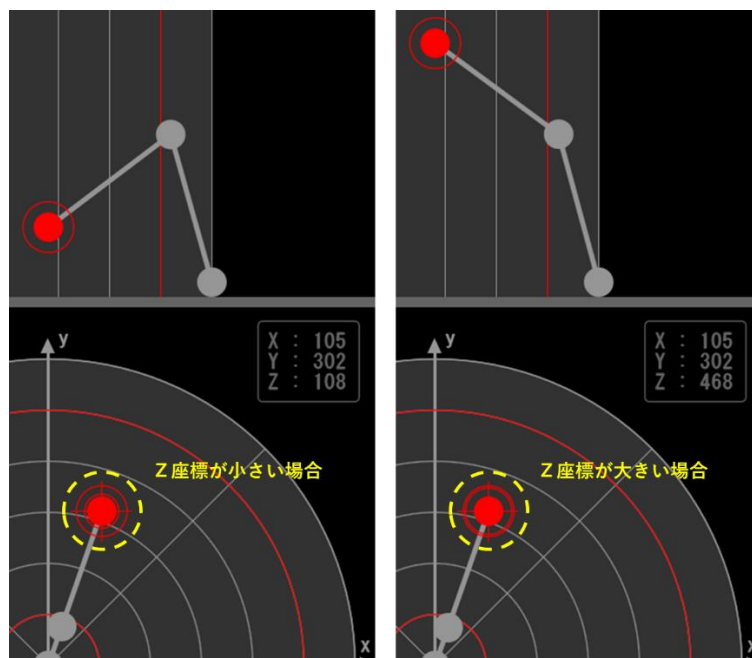 y
X : 105
Y : 302
Z : 108
Z座標が小さい場合
x
y
X : 105
Y : 302
Z : 468
Z座標が大きい場合
x